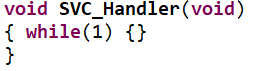 void SVC_Handler(void)
{ while(1) {}
}